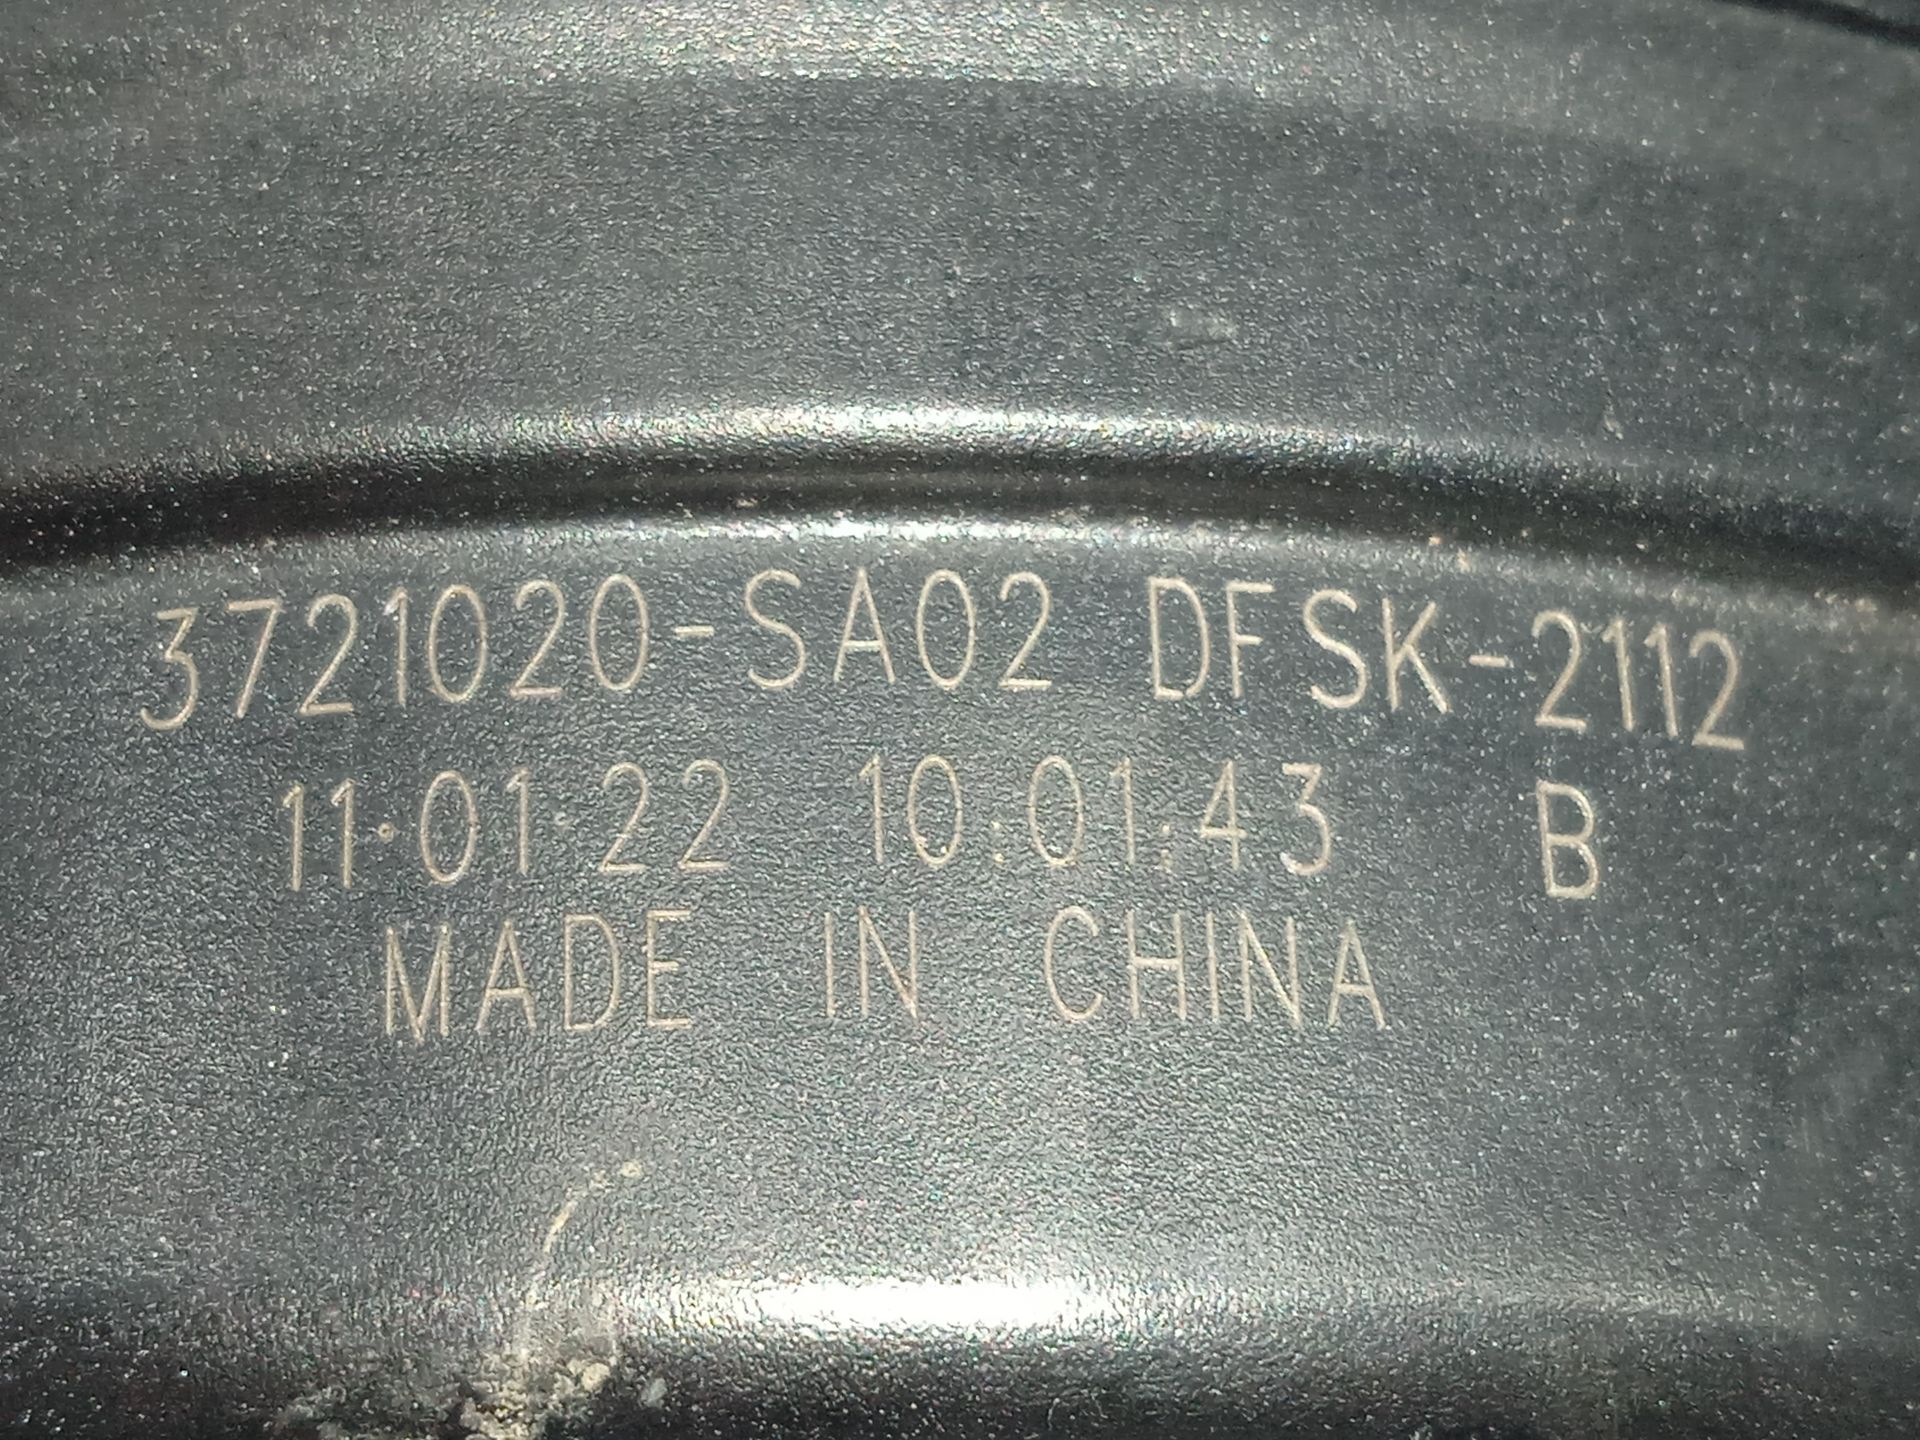 3721020-SA02 DFSK-2112
11·01·22 10:01:43 B
MADE IN CHINA